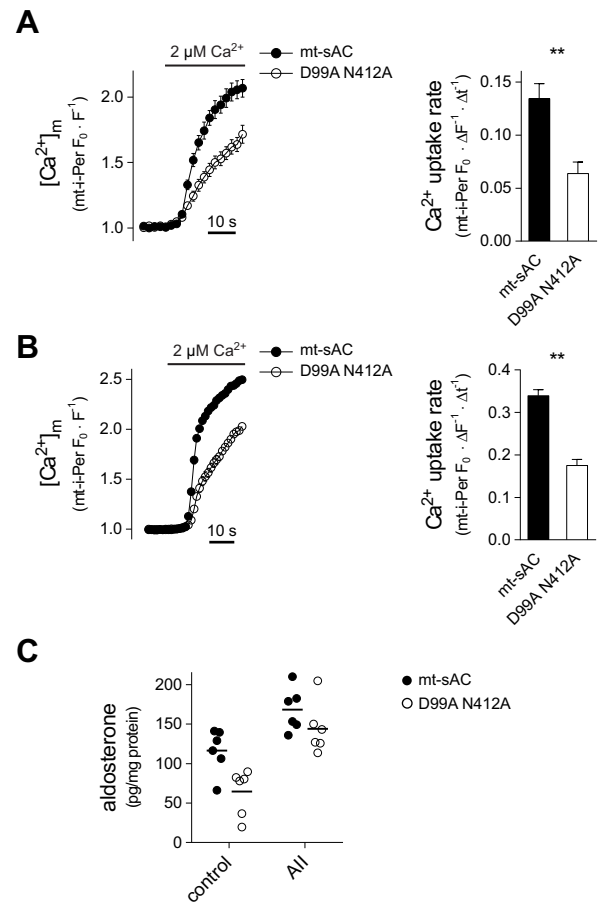 A
2 µM Ca²⁺
mt-sAC
D99A N412A
[Ca²⁺]m
(mt-i-Per F₀ · F⁻¹)
2.0
1.5
1.0
10 s
**
Ca²⁺ uptake rate
(mt-i-Per F₀ · ΔF⁻¹ · Δt⁻¹)
0.15
0.10
0.05
0.00
mt-sAC
D99A N412A
B
2 µM Ca²⁺
mt-sAC
D99A N412A
[Ca²⁺]m
(mt-i-Per F₀ · F⁻¹)
2.5
2.0
1.5
1.0
10 s
**
Ca²⁺ uptake rate
(mt-i-Per F₀ · ΔF⁻¹ · Δt⁻¹)
0.4
0.3
0.2
0.0
mt-sAC
D99A N412A
C
aldosterone
(pg/mg protein)
200
150
100
50
0
control
AII
mt-sAC
D99A N412A